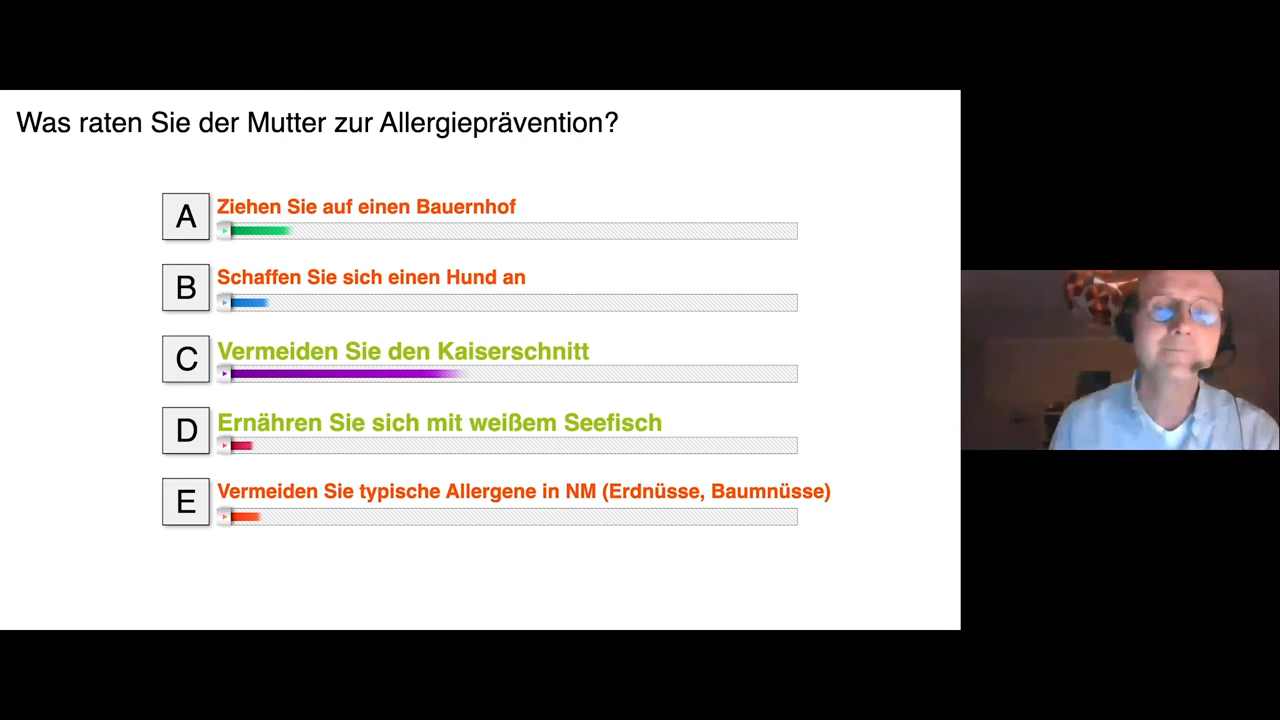 Was raten Sie der Mutter zur Allergieprävention?
A
Ziehen Sie auf einen Bauernhof
B
Schaffen Sie sich einen Hund an
C
Vermeiden Sie den Kaiserschnitt
D
Ernähren Sie sich mit weißem Seefisch
E
Vermeiden Sie typische Allergene in NM (Erdnüsse, Baumnüsse)